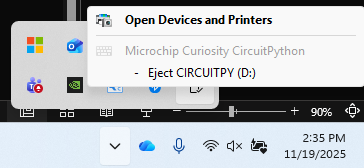 Open Devices and Printers
Microchip Curiosity CircuitPython
- Eject CIRCUITPY (D:)
90%
2:35 PM
11/19/2025